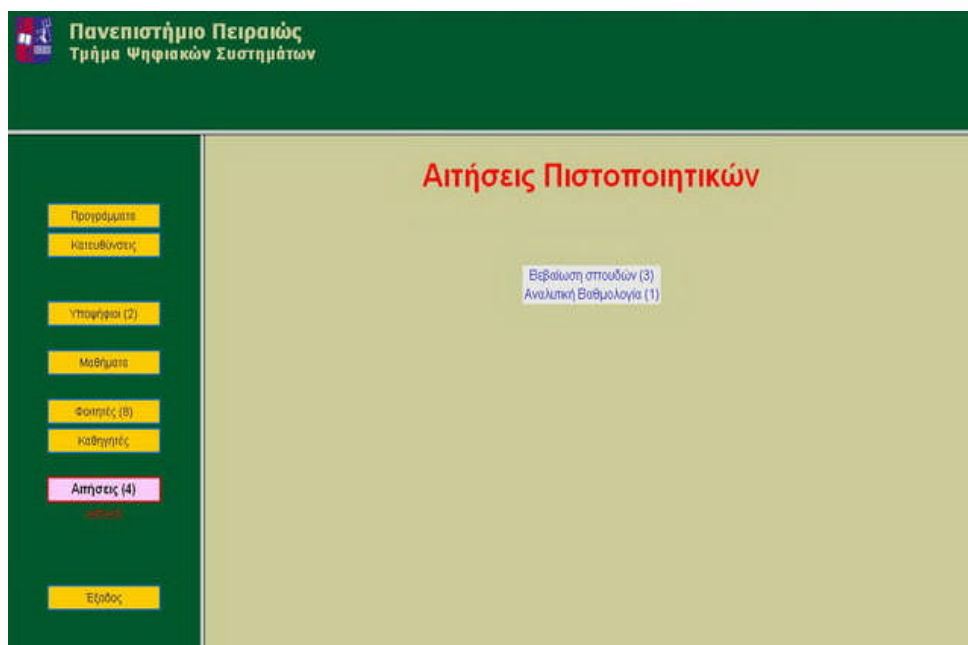 Πανεπιστήμιο Πειραιώς
Τμήμα Ψηφιακών Συστημάτων
Αιτήσεις Πιστοποιητικών
Προγράμματα
Κατευθύνσεις
Βεβαίωση σπουδών (3)
Αναλυτική Βαθμολογία (1)
Υποψήφιοι (2)
Μαθήματα
Φοιτητές (8)
Καθηγητές
Αιτήσεις (4)
Έξοδος